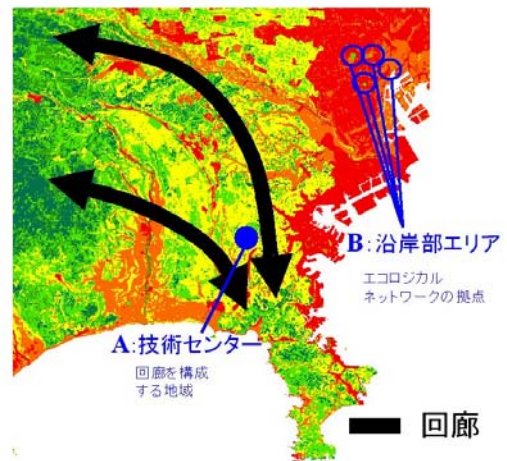 B:沿岸部エリア
エコロジカル
ネットワークの拠点
A:技術センター
回廊を構成
する地域
回廊